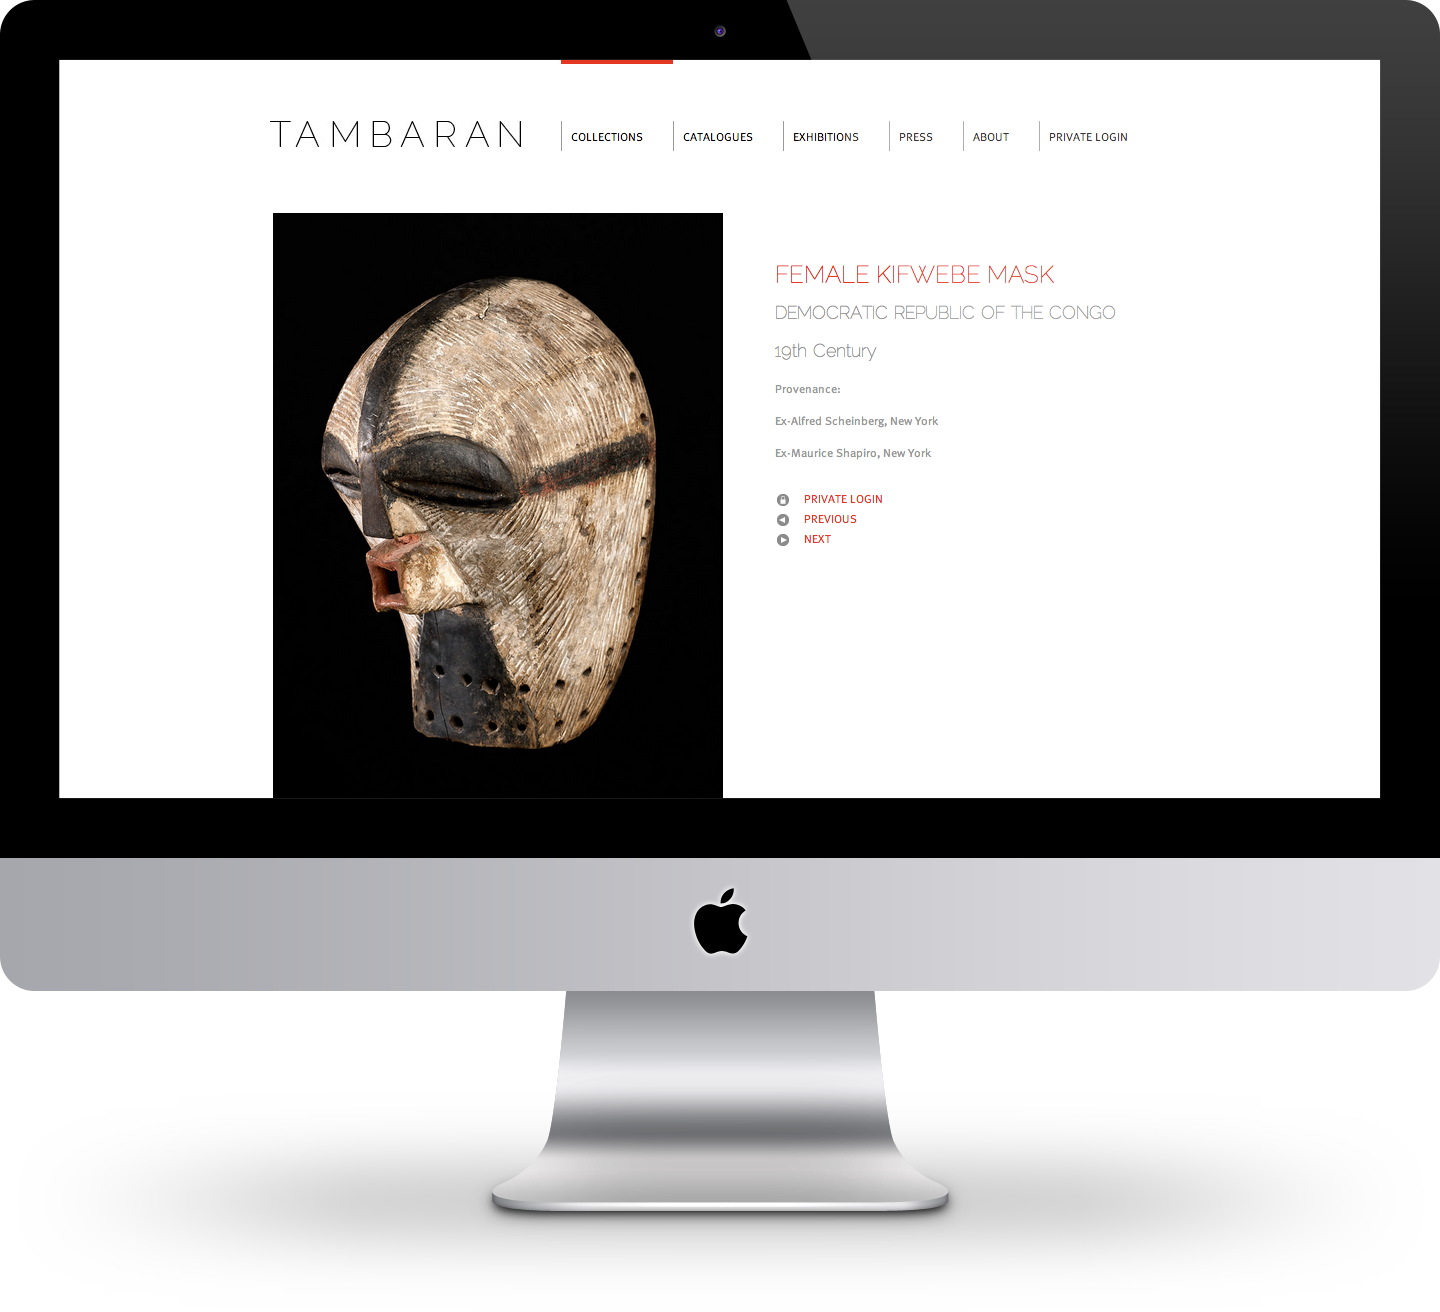 TAMBARAN
COLLECTIONS
CATALOGUES
EXHIBITIONS
PRESS
ABOUT
PRIVATE LOGIN
FEMALE KIFWEBE MASK
DEMOCRATIC REPUBLIC OF THE CONGO
19th Century
Provenance:
Ex-Alfred Scheinberg, New York
Ex-Maurice Shapiro, New York
PRIVATE LOGIN
PREVIOUS
NEXT